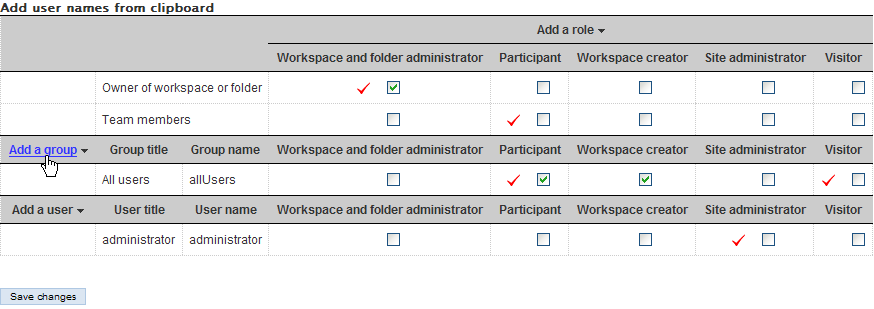 Add user names from clipboard
Add a role
Workspace and folder administrator Participant Workspace creator Site administrator Visitor
Owner of workspace or folder
Team members
Add a group Group title Group name Workspace and folder administrator Participant Workspace creator Site administrator Visitor
All users allUsers
Add a user User title User name Workspace and folder administrator Participant Workspace creator Site administrator Visitor
administrator administrator
Save changes